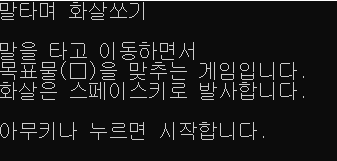 말타며 화살쏘기
말을 타고 이동하면서
목표물(□)을 맞추는 게임입니다.
화살은 스페이스키로 발사합니다.
아무키나 누르면 시작합니다.